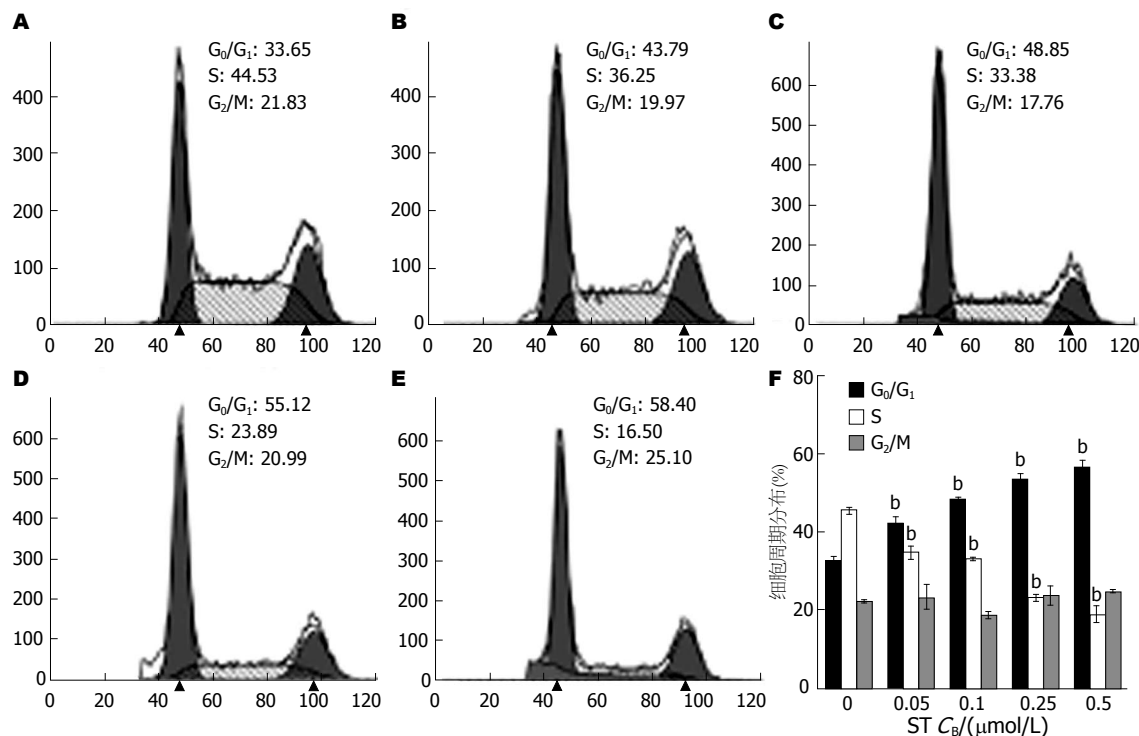 A
G₀/G₁: 33.65
S: 44.53
G₂/M: 21.83
400
300
200
100
0
0 20 40 60 80 100 120
B
G₀/G₁: 43.79
S: 36.25
G₂/M: 19.97
400
300
200
100
0
0 20 40 60 80 100 120
C
G₀/G₁: 48.85
S: 33.38
G₂/M: 17.76
600
500
400
300
200
100
0
0 20 40 60 80 100 120
D
G₀/G₁: 55.12
S: 23.89
G₂/M: 20.99
600
500
400
300
200
100
0
0 20 40 60 80 100 120
E
G₀/G₁: 58.40
S: 16.50
G₂/M: 25.10
600
500
400
300
200
100
0
0 20 40 60 80 100 120
F
G₀/G₁
S
G₂/M
细胞周期分布(%)
80
60
40
20
0
b b b b b b b b
0 0.05 0.1 0.25 0.5
ST C_B/(μmol/L)